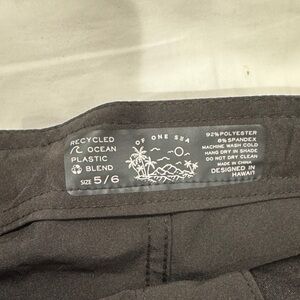 RECYCLED
OCEAN
PLASTIC
BLEND
SIZE 5/6
OF ONE SEA
92% POLYESTER
8% SPANDEX
MACHINE WASH COLD
HANG DRY IN SHADE
DO NOT DRY CLEAN
MADE IN CHINA
DESIGNED IN
HAWAI'I